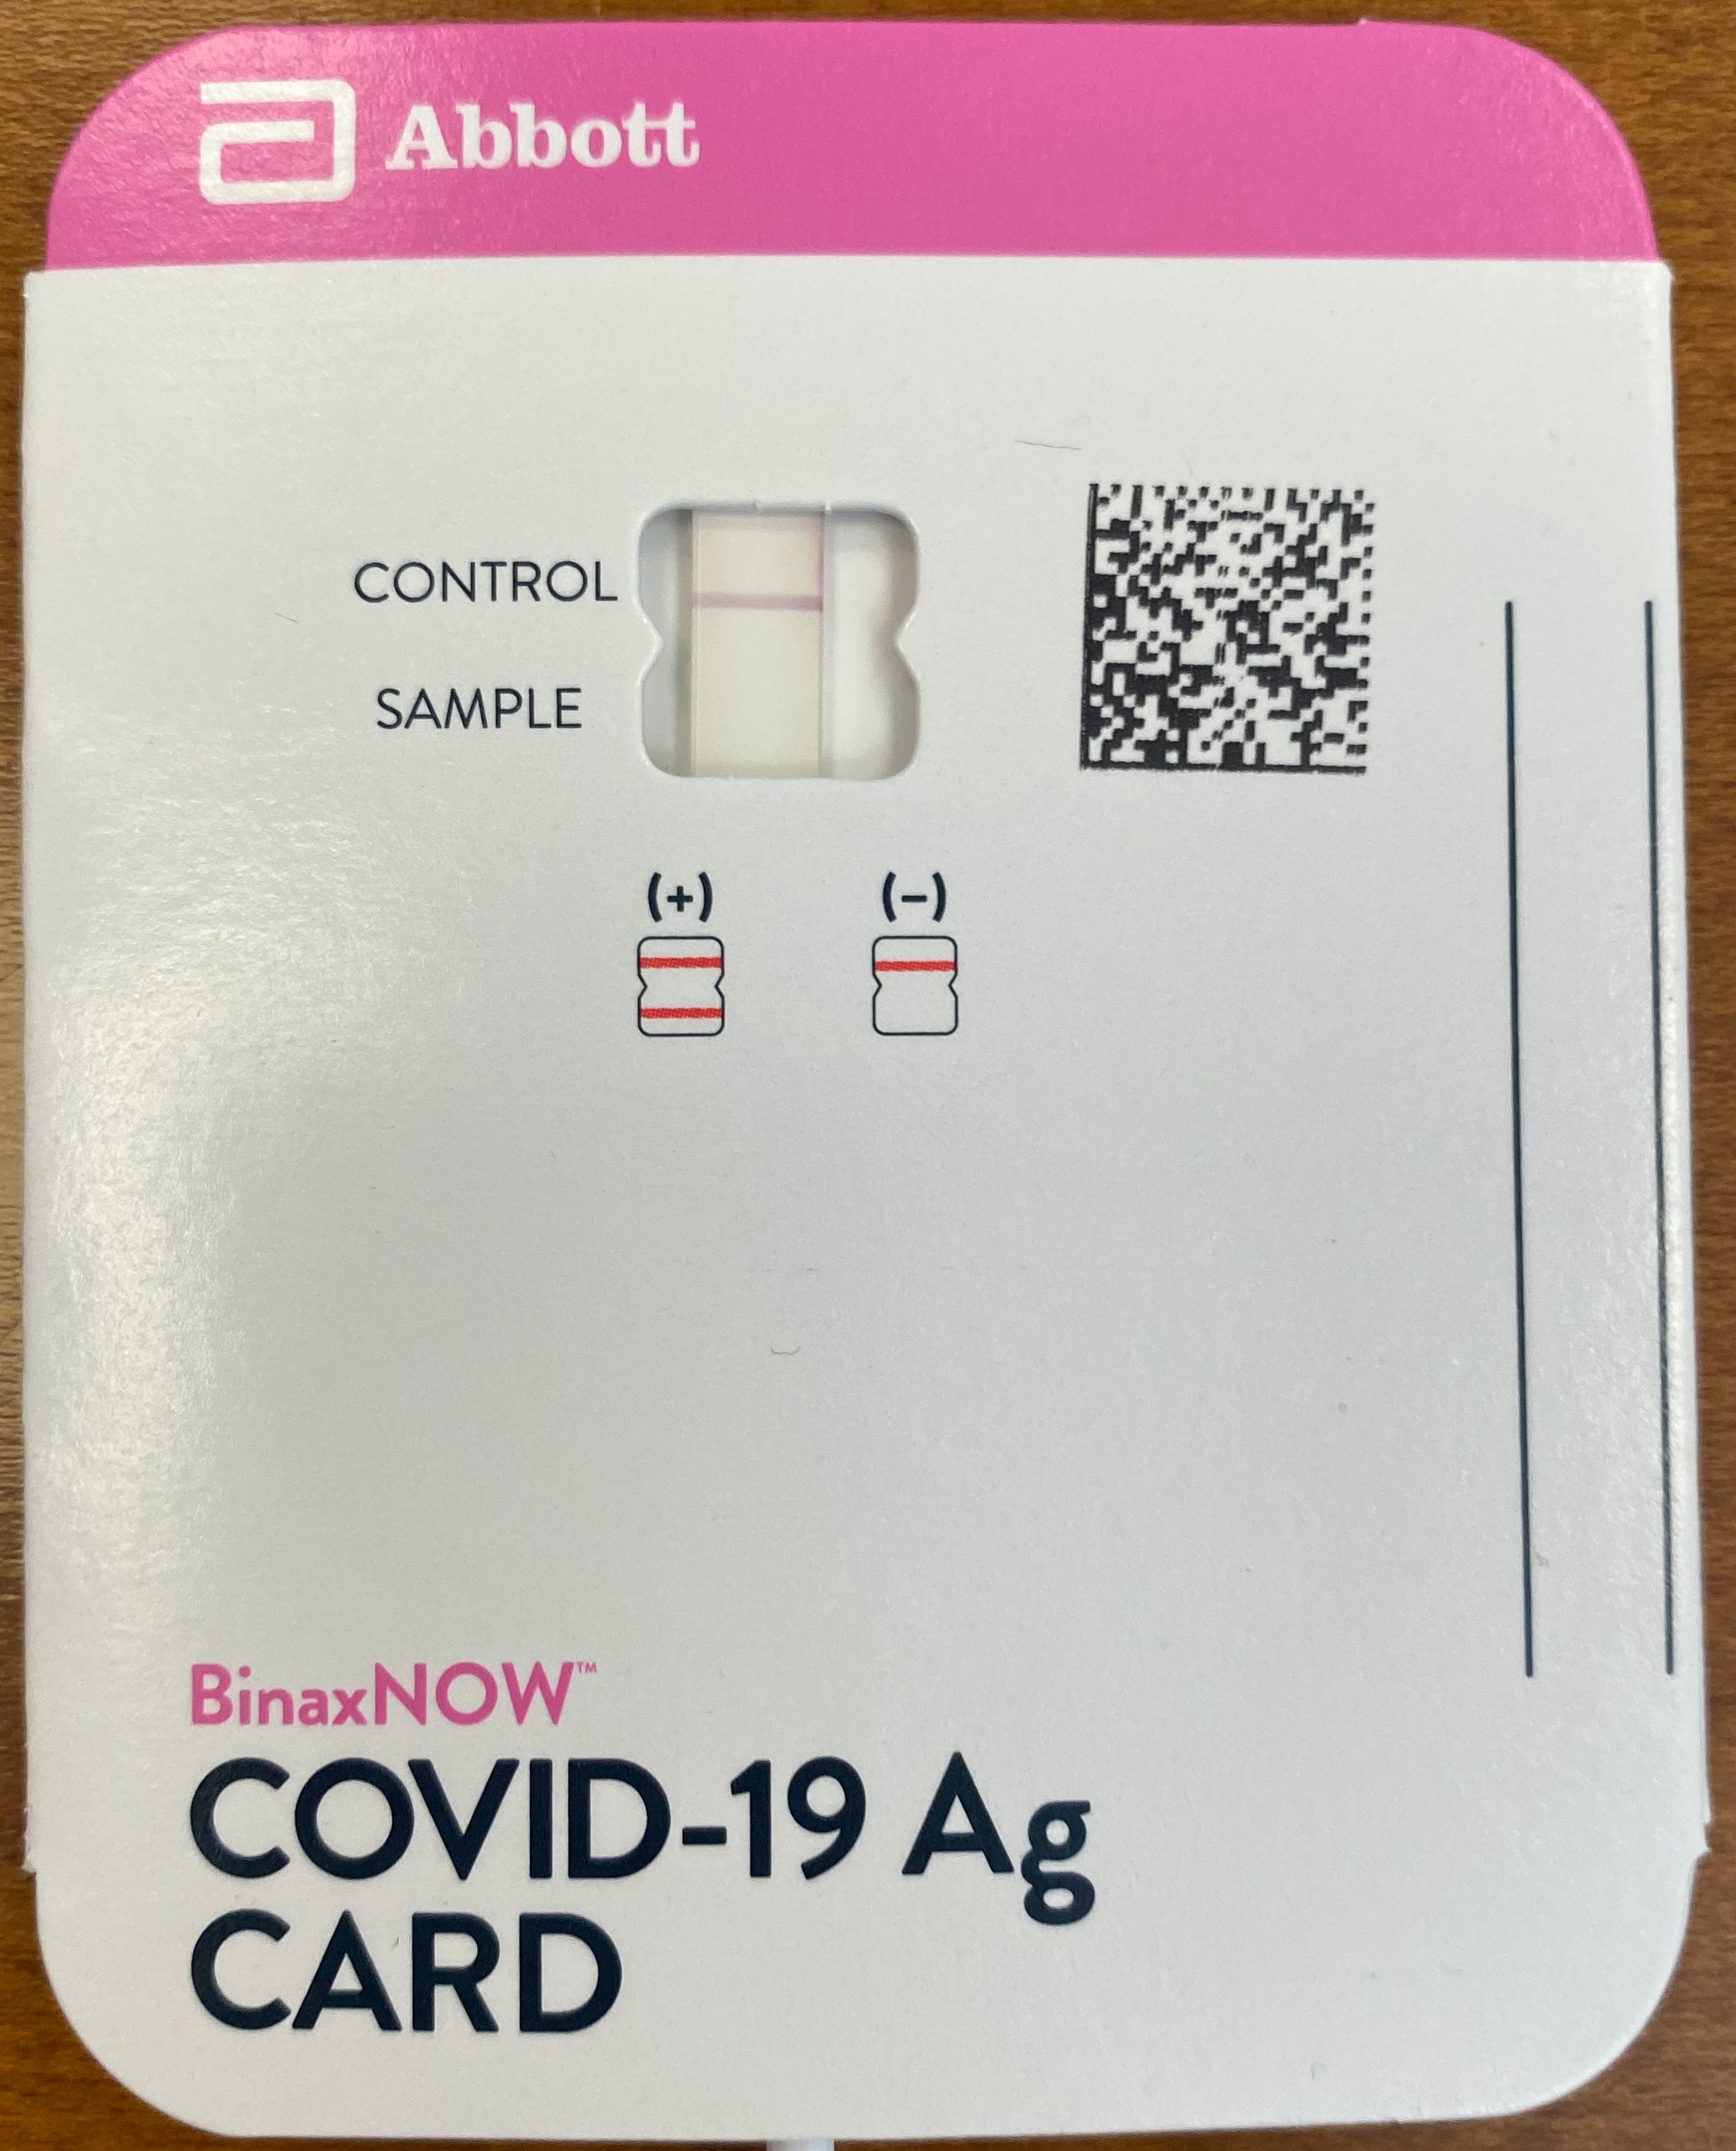 Abbott
CONTROL
SAMPLE
(+) (-)
BinaxNOW™
COVID-19 Ag
CARD